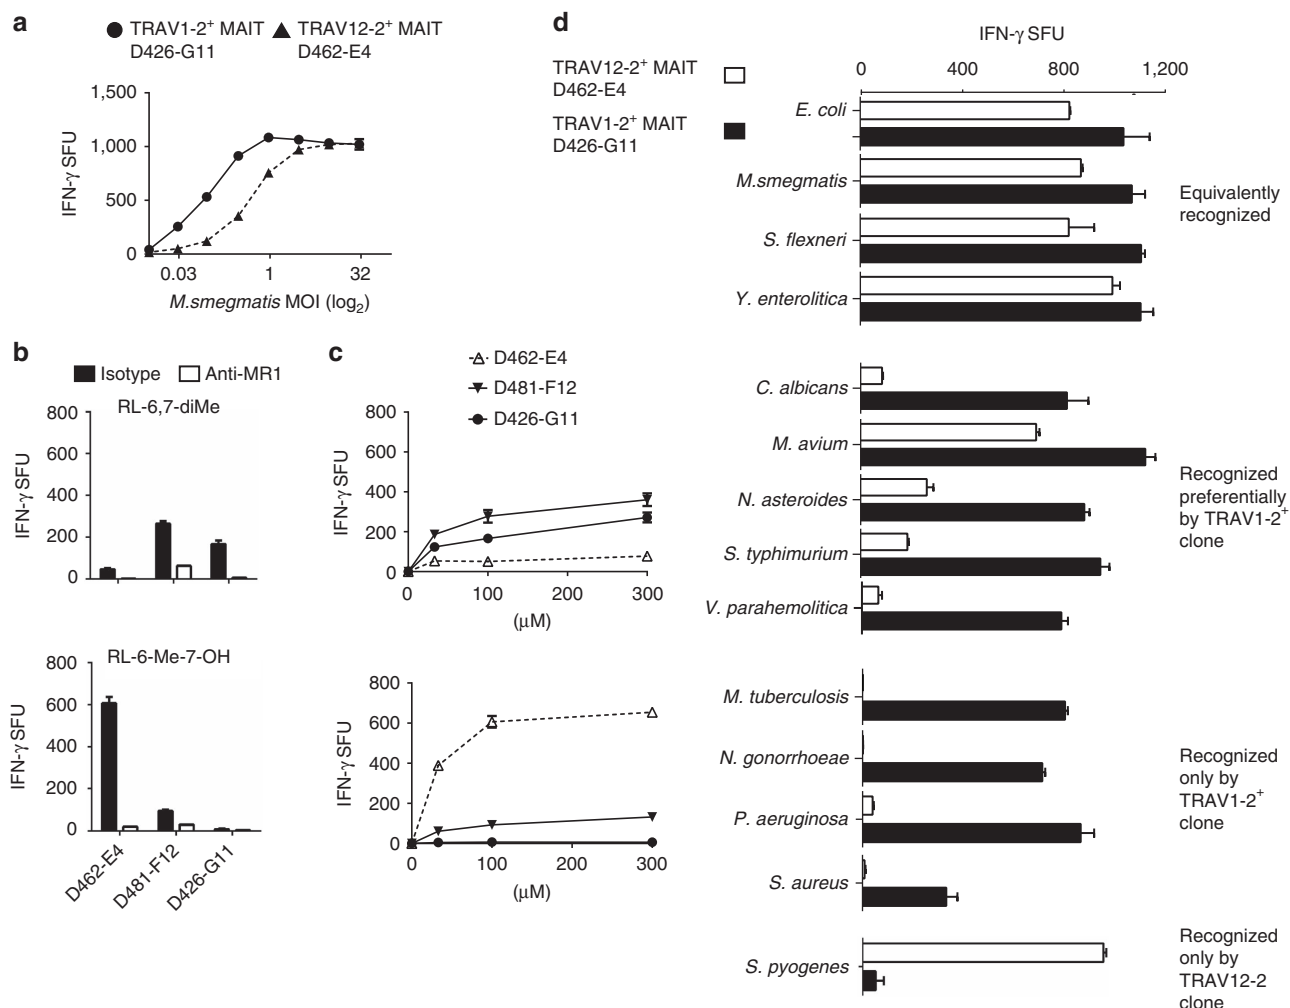 a
TRAV1-2+ MAIT
D426-G11
TRAV12-2+ MAIT
D462-E4
IFN-γ SFU
1,500
1,000
500
0
0.03
1
32
M.smegmatis MOI (log2)
b
Isotype
Anti-MR1
RL-6,7-diMe
IFN-γ SFU
800
600
400
200
0
RL-6-Me-7-OH
IFN-γ SFU
800
600
400
200
0
D462-E4
D481-F12
D426-G11
c
D462-E4
D481-F12
D426-G11
IFN-γ SFU
800
600
400
200
0
0
100
200
300
(μM)
IFN-γ SFU
800
600
400
200
0
0
100
200
300
(μM)
d
TRAV12-2+ MAIT
D462-E4
TRAV1-2+ MAIT
D426-G11
IFN-γ SFU
0
400
800
1,200
E. coli
M.smegmatis
S. flexneri
Y. enterolitica
Equivalently
recognized
C. albicans
M. avium
N. asteroides
S. typhimurium
V. parahemolitica
Recognized
preferentially
by TRAV1-2+
clone
M. tuberculosis
N. gonorrhoeae
P. aeruginosa
S. aureus
Recognized
only by
TRAV1-2+
clone
S. pyogenes
Recognized
only by
TRAV12-2
clone